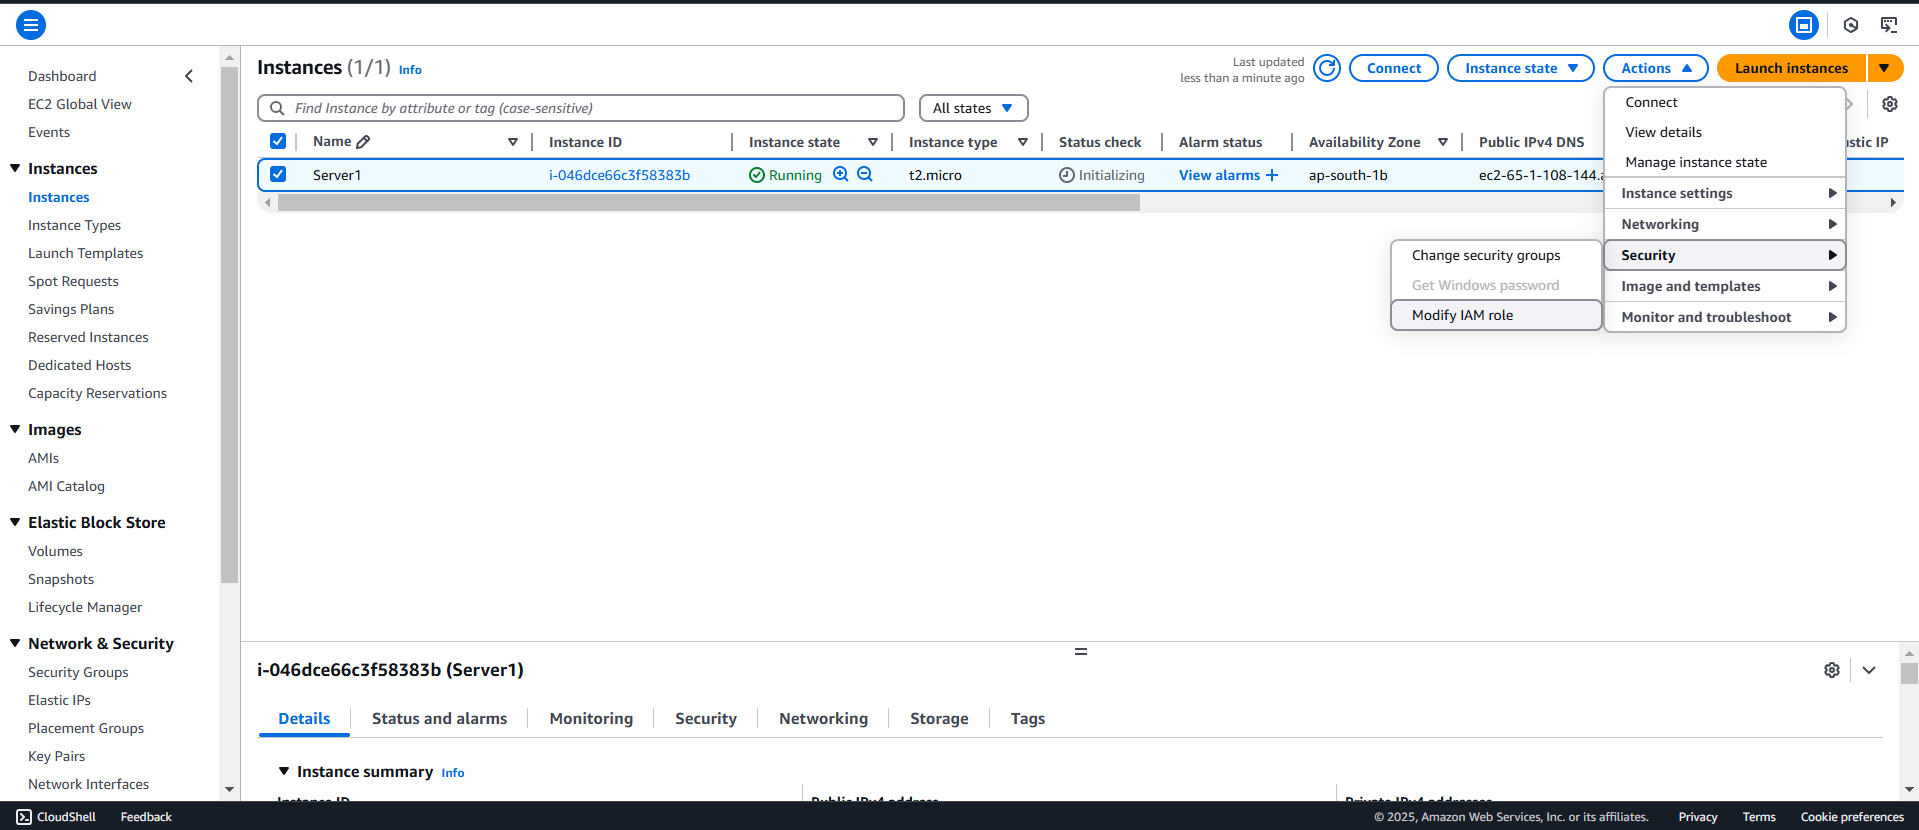 Instances (1/1) Info
Last updated
less than a minute ago
Connect
Instance state
Actions
Launch instances
Find Instance by attribute or tag (case-sensitive)
All states
Name
Instance ID
Instance state
Instance type
Status check
Alarm status
Availability Zone
Public IPv4 DNS
IP
Server1
i-046dce66c3f58383b
Running
t2.micro
Initializing
View alarms
ap-south-1b
ec2-65-1-108-144.
Connect
View details
Manage instance state
Instance settings
Networking
Security
Image and templates
Monitor and troubleshoot
Change security groups
Get Windows password
Modify IAM role
Dashboard
EC2 Global View
Events
Instances
Instances
Instance Types
Launch Templates
Spot Requests
Savings Plans
Reserved Instances
Dedicated Hosts
Capacity Reservations
Images
AMIs
AMI Catalog
Elastic Block Store
Volumes
Snapshots
Lifecycle Manager
Network & Security
Security Groups
Elastic IPs
Placement Groups
Key Pairs
Network Interfaces
i-046dce66c3f58383b (Server1)
Details
Status and alarms
Monitoring
Security
Networking
Storage
Tags
Instance summary Info
Instance ID
Public IPv4 address
Private IPv4 addresses
CloudShell
Feedback
© 2025, Amazon Web Services, Inc. or its affiliates.
Privacy
Terms
Cookie preferences